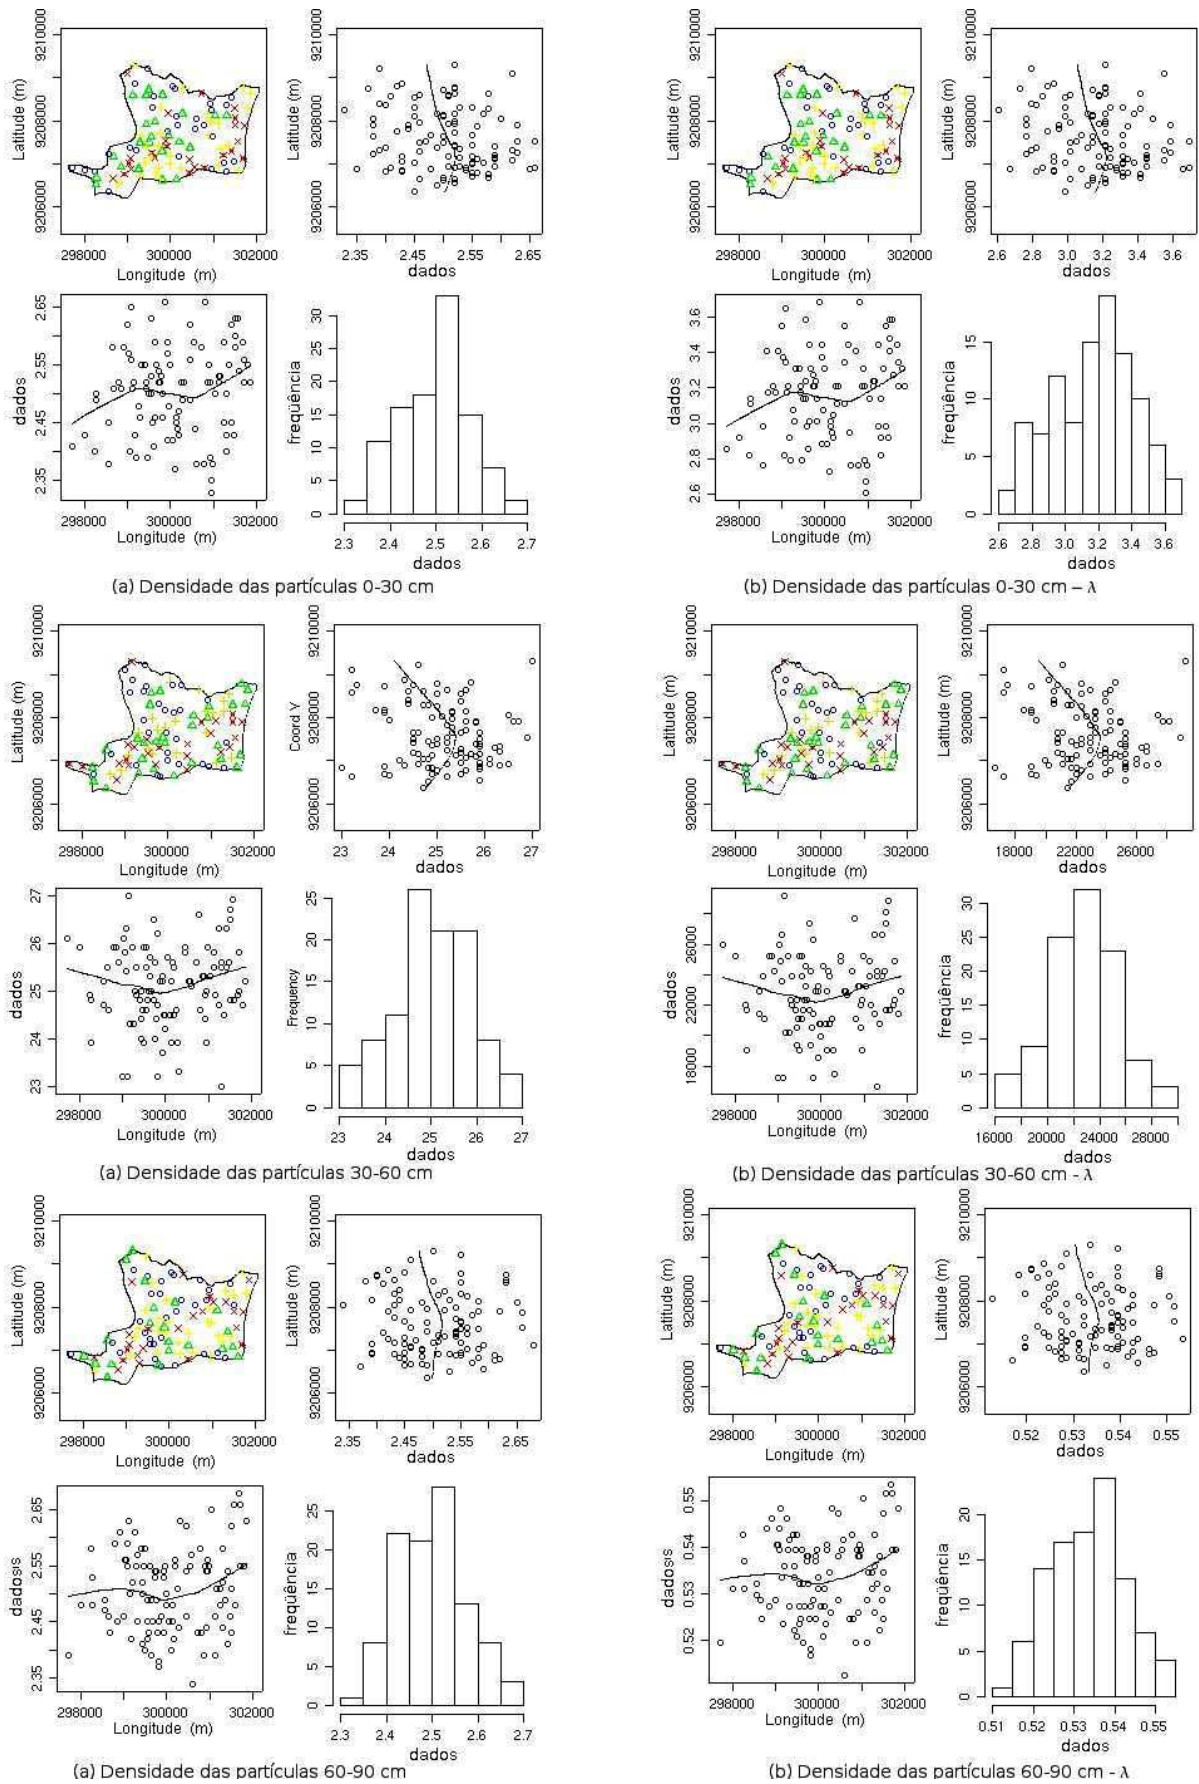 9206000 9208000 9210000
Latitude (m)
298000 300000 302000
Longitude (m)
9206000 9208000 9210000
Latitude (m)
2.35 2.45 2.55 2.65
dados
2.35 2.45 2.55 2.65
dados
298000 300000 302000
Longitude (m)
0 5 10 15 20 25 30
freqüência
2.3 2.4 2.5 2.6 2.7
dados
(a) Densidade das partículas 0-30 cm
9206000 9208000 9210000
Latitude (m)
298000 300000 302000
Longitude (m)
9206000 9208000 9210000
Latitude (m)
2.6 2.8 3.0 3.2 3.4 3.6
dados
2.6 2.8 3.0 3.2 3.4 3.6
dados
298000 300000 302000
Longitude (m)
0 5 10 15
freqüência
2.6 2.8 3.0 3.2 3.4 3.6
dados
(b) Densidade das partículas 0-30 cm – λ
9206000 9208000 9210000
Latitude (m)
298000 300000 302000
Longitude (m)
9206000 9208000 9210000
Coord Y
23 24 25 26 27
dados
23 24 25 26 27
dados
298000 300000 302000
Longitude (m)
0 5 10 15 20 25
Frequency
23 24 25 26 27
dados
(a) Densidade das partículas 30-60 cm
9206000 9208000 9210000
Latitude (m)
298000 300000 302000
Longitude (m)
9206000 9208000 9210000
Latitude (m)
18000 22000 26000
dados
18000 22000 26000
dados
298000 300000 302000
Longitude (m)
0 5 10 15 20 25 30
freqüência
16000 20000 24000 28000
dados
(b) Densidade das partículas 30-60 cm - λ
9206000 9208000 9210000
Latitude (m)
298000 300000 302000
Longitude (m)
9206000 9208000 9210000
Latitude (m)
2.35 2.45 2.55 2.65
dados
2.35 2.45 2.55 2.65
dados
298000 300000 302000
Longitude (m)
0 5 10 15 20 25
freqüência
2.3 2.4 2.5 2.6 2.7
dados
(a) Densidade das partículas 60-90 cm
9206000 9208000 9210000
Latitude (m)
298000 300000 302000
Longitude (m)
9206000 9208000 9210000
Latitude (m)
0.52 0.53 0.54 0.55
dados
0.52 0.53 0.54 0.55
dados
298000 300000 302000
Longitude (m)
0 5 10 15 20
freqüência
0.51 0.52 0.53 0.54 0.55
dados
(b) Densidade das partículas 60-90 cm - λ